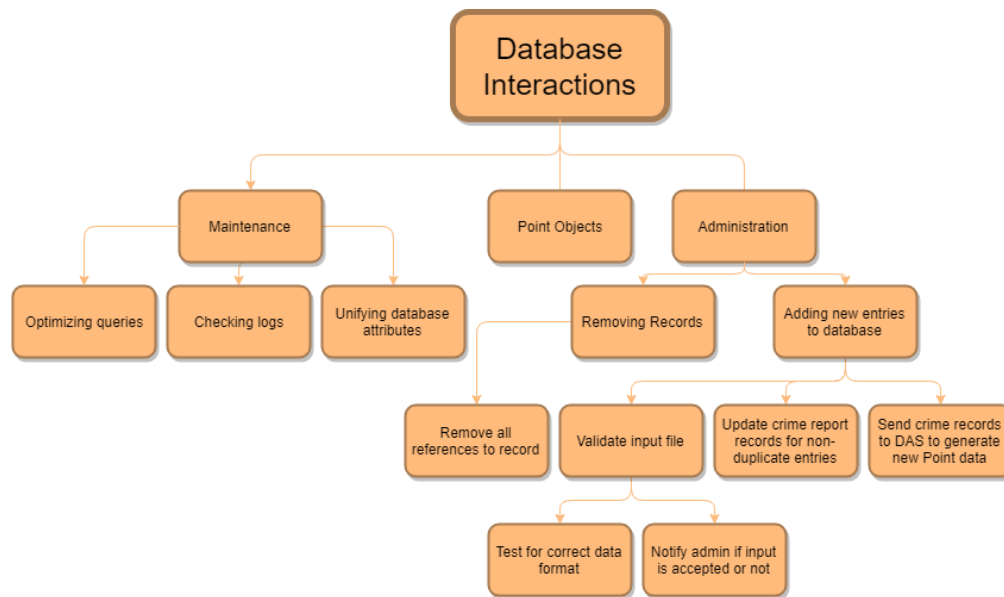 Database
Interactions
Maintenance
Point Objects
Administration
Optimizing queries
Checking logs
Unifying database
attributes
Removing Records
Adding new entries
to database
Remove all
references to record
Validate input file
Update crime report
records for non-
duplicate entries
Send crime records
to DAS to generate
new Point data
Test for correct data
format
Notify admin if input
is accepted or not